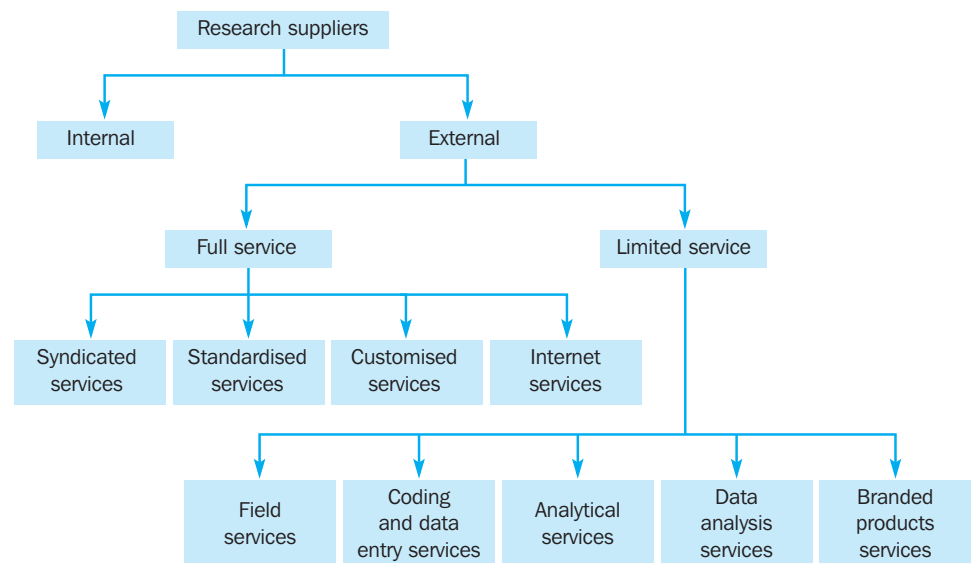 Research suppliers
Internal
External
Full service
Limited service
Syndicated
services
Standardised
services
Customised
services
Internet
services
Field
services
Coding
and data
entry services
Analytical
services
Data
analysis
services
Branded
products
services